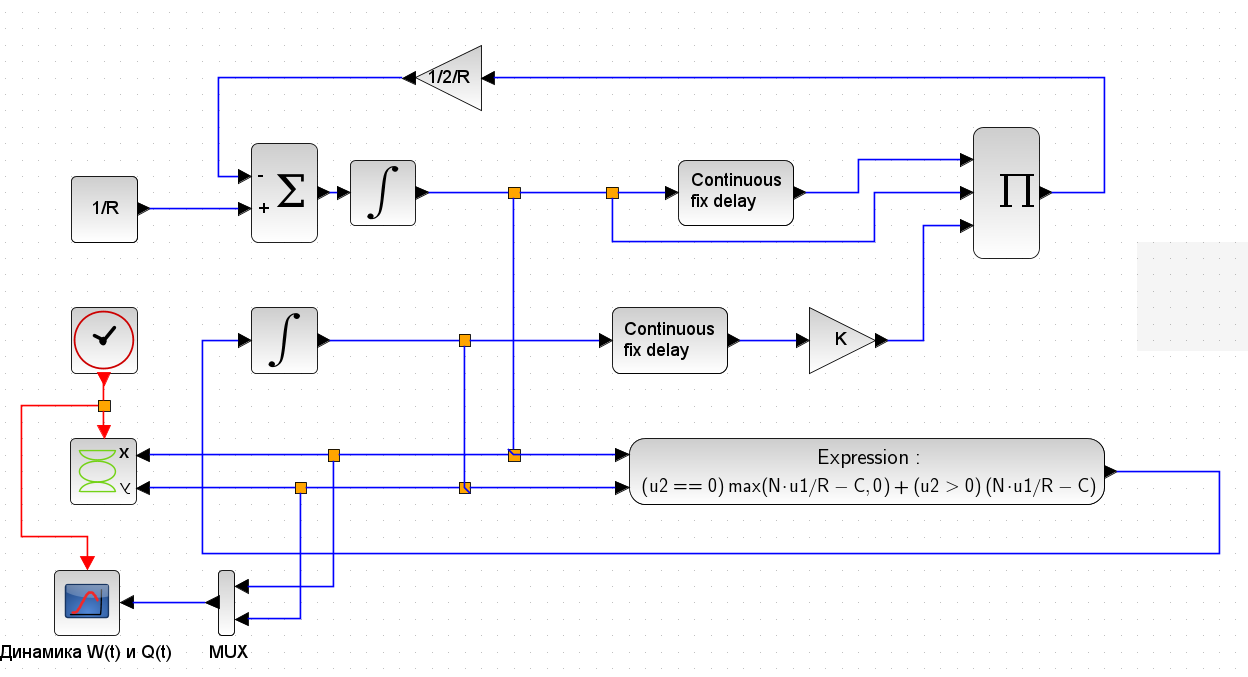 1/2/R
-
+
Σ
∫
1/R
Continuous
fix delay
∏
∫
Continuous
fix delay
K
X
Y
Expression :
(u2 == 0) max(N·u1/R − C, 0) + (u2 > 0) (N·u1/R − C)
Динамика W(t) и Q(t)
MUX